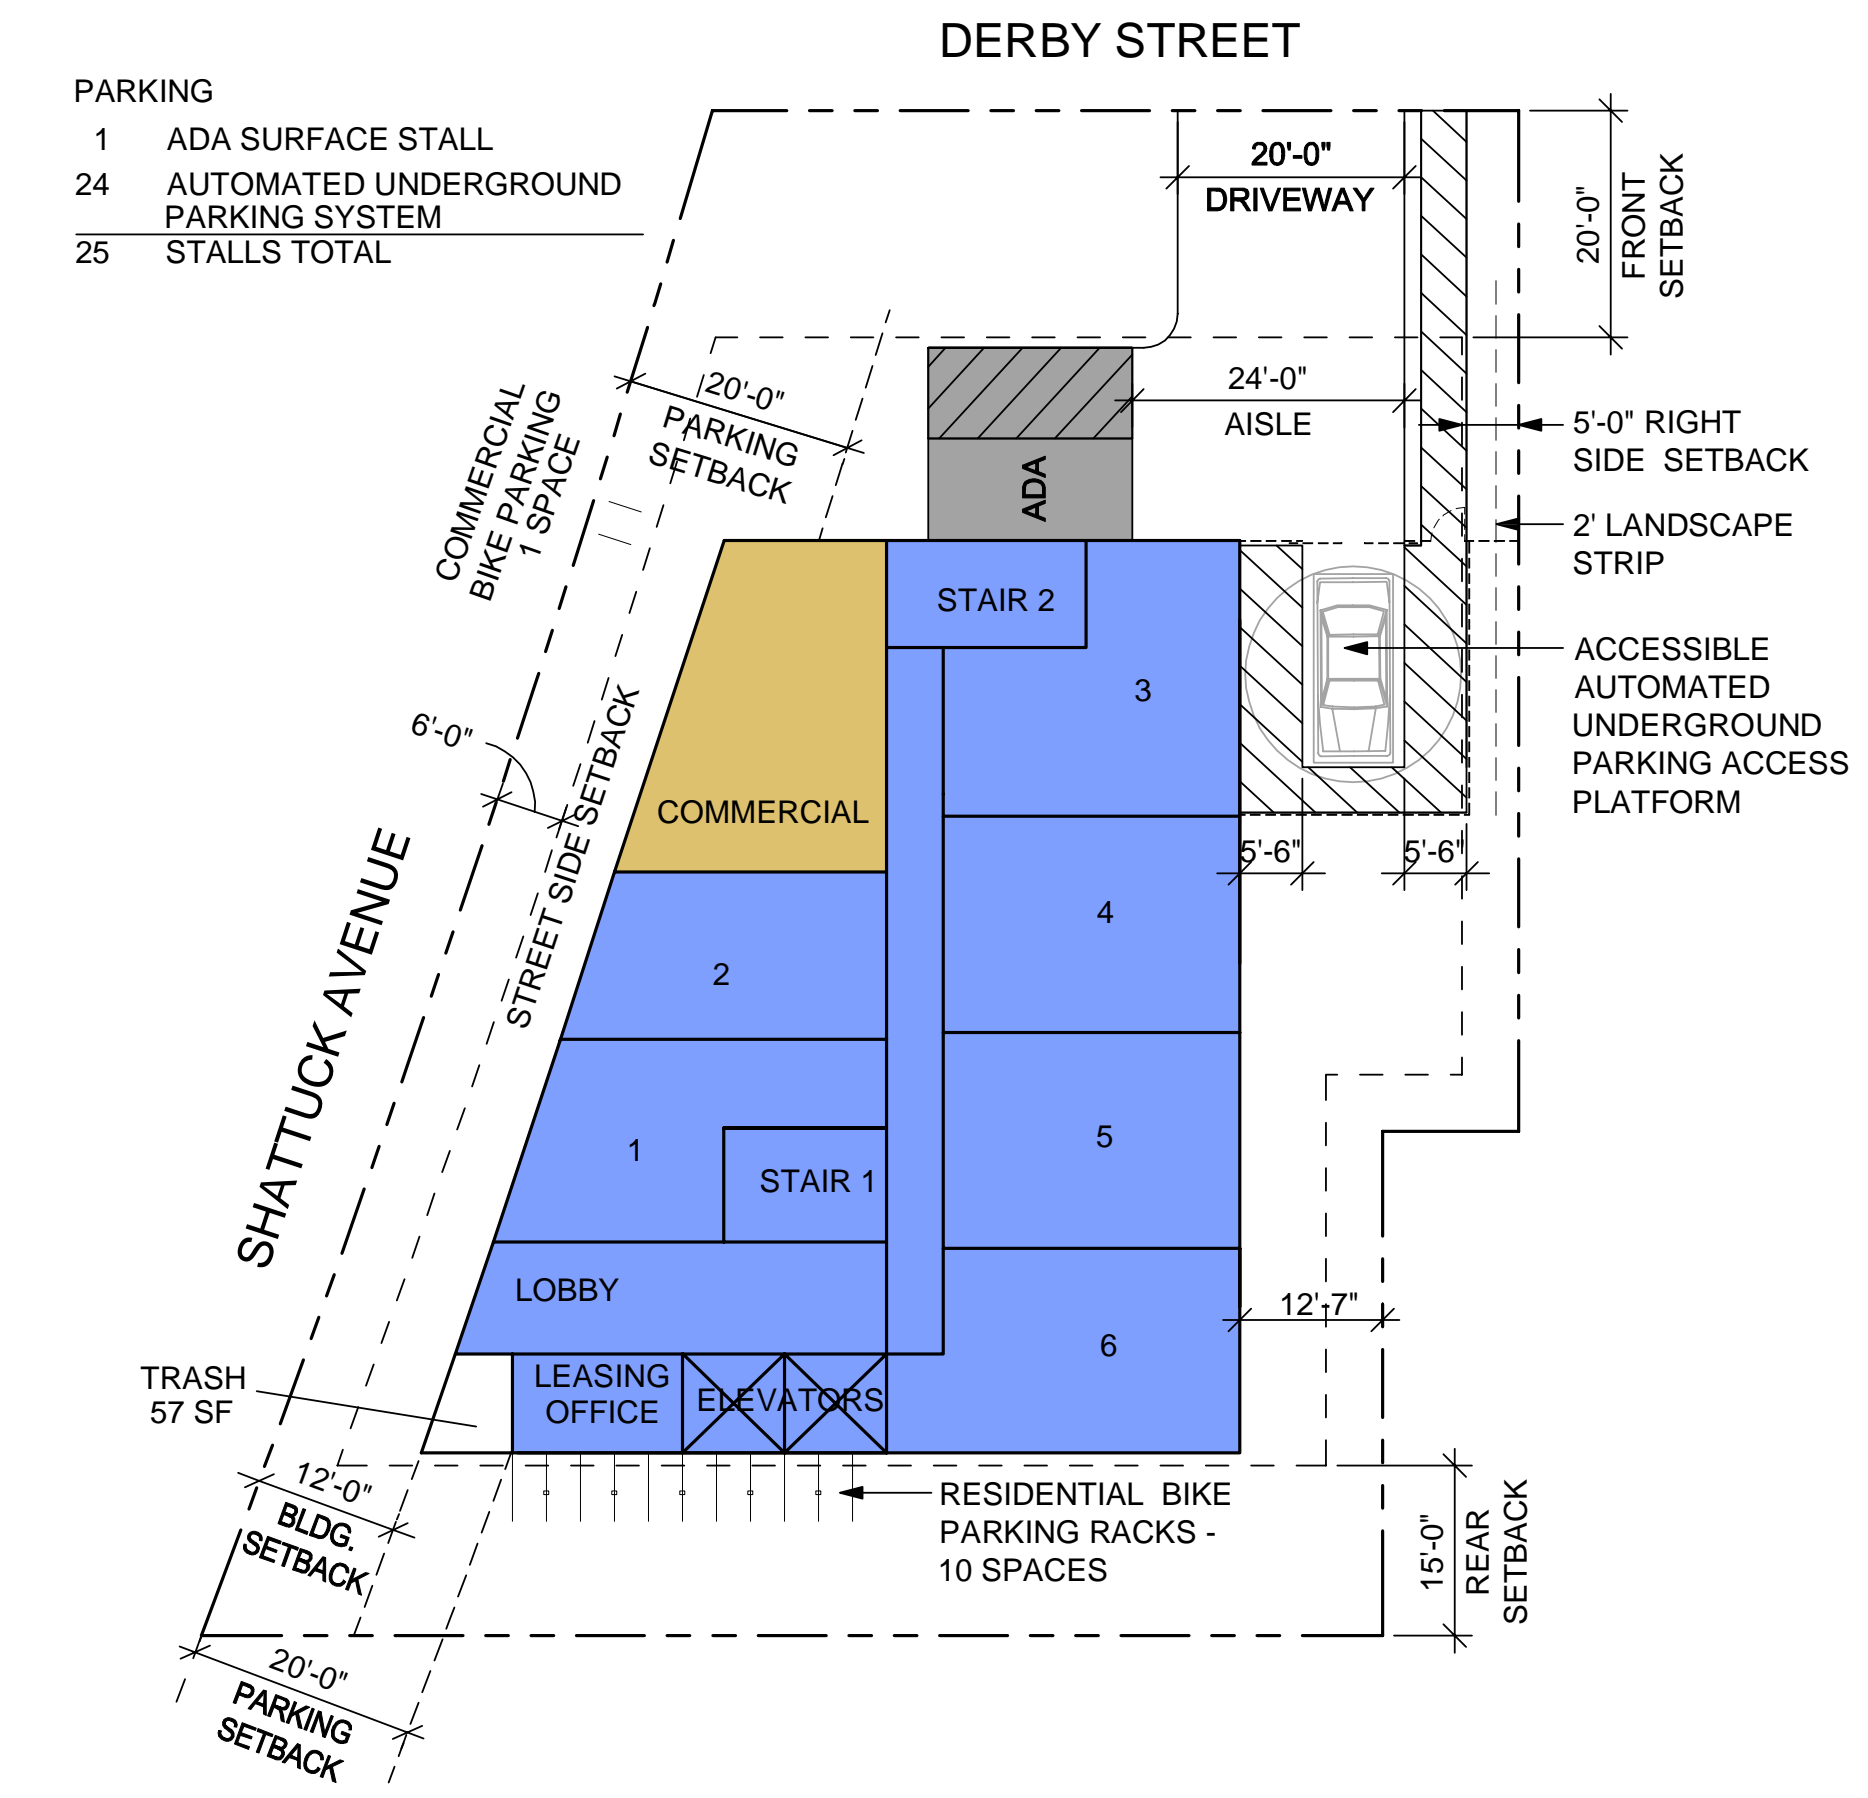 DERBY STREET
PARKING
1 ADA SURFACE STALL
24 AUTOMATED UNDERGROUND
PARKING SYSTEM
25 STALLS TOTAL
20'-0"
DRIVEWAY
20'-0"
FRONT
SETBACK
20'-0"
PARKING
SETBACK
24'-0"
AISLE
5'-0" RIGHT
SIDE SETBACK
COMMERCIAL
BIKE PARKING
1 SPACE
ADA
2' LANDSCAPE
STRIP
STAIR 2
3
ACCESSIBLE
AUTOMATED
UNDERGROUND
PARKING ACCESS
PLATFORM
6'-0"
STREET SIDE SETBACK
COMMERCIAL
5'-6"
5'-6"
SHATTUCK AVENUE
4
2
5
1
STAIR 1
LOBBY
12'-7"
6
TRASH
57 SF
LEASING
OFFICE
ELEVATORS
12'-0"
BLDG.
SETBACK
RESIDENTIAL BIKE
PARKING RACKS -
10 SPACES
15'-0"
REAR
SETBACK
20'-0"
PARKING
SETBACK